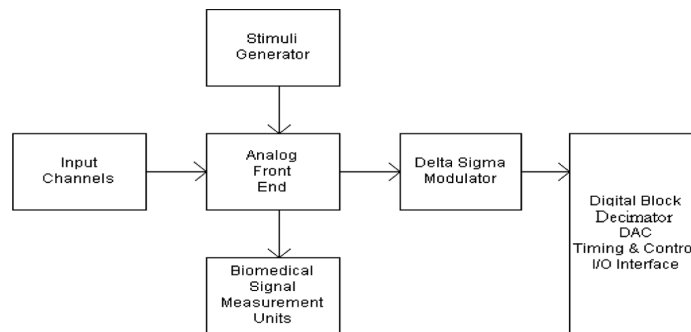 Stimuli
Generator
Input
Channels
Analog
Front
End
Delta Sigma
Modulator
Digital Block
Decimator
DAC
Timing & Contro
I/O Interface
Biomedical
Signal
Measurement
Units